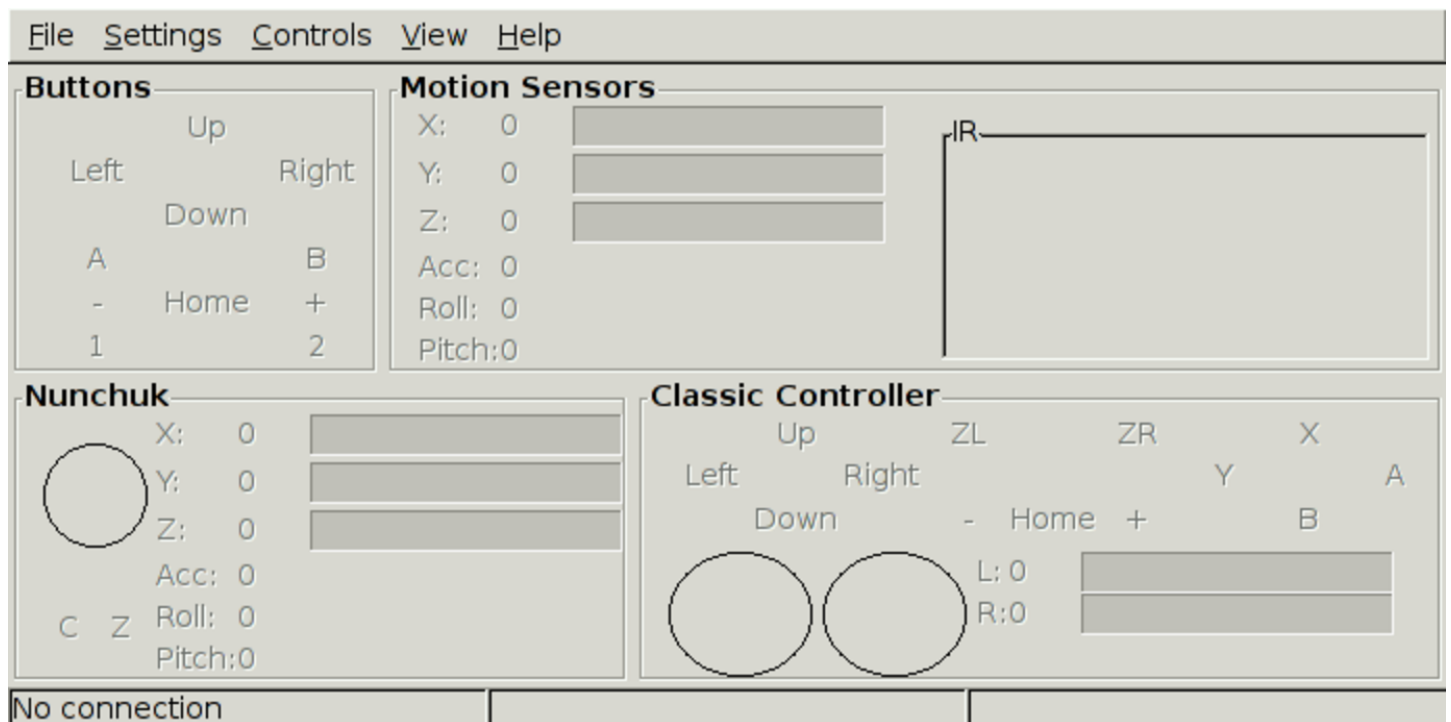 File Settings Controls View Help
Buttons
Up
Left Right
Down
A B
- Home +
1 2
Motion Sensors
X: 0
Y: 0
Z: 0
Acc: 0
Roll: 0
Pitch:0
IR
Nunchuk
X: 0
Y: 0
Z: 0
Acc: 0
Roll: 0
Pitch:0
C Z
Classic Controller
Up ZL ZR X
Left Right Y A
Down - Home + B
L: 0
R:0
No connection